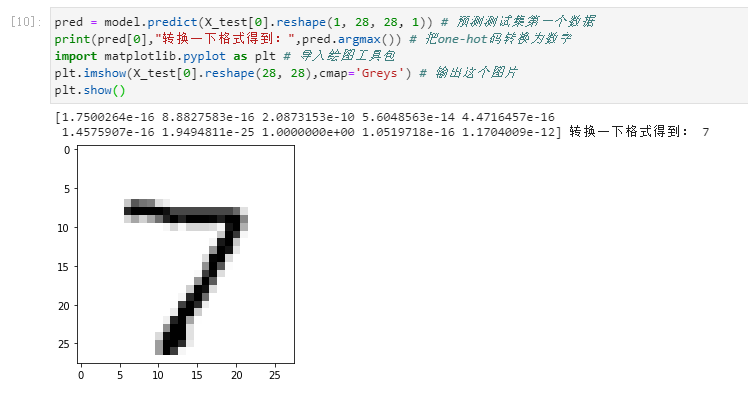 [10]: pred = model.predict(X_test[0].reshape(1, 28, 28, 1)) # 预测测试集第一个数据
print(pred[0],"转换一下格式得到：",pred.argmax()) # 把one-hot码转换为数字
import matplotlib.pyplot as plt # 导入绘图工具包
plt.imshow(X_test[0].reshape(28, 28),cmap='Greys') # 输出这个图片
plt.show()
[1.7500264e-16 8.8827583e-16 2.0873153e-10 5.6048563e-14 4.4716457e-16
1.4575907e-16 1.9494811e-25 1.0000000e+00 1.0519718e-16 1.1704009e-12] 转换一下格式得到： 7
0
5
10
15
20
25
7
0 5 10 15 20 25